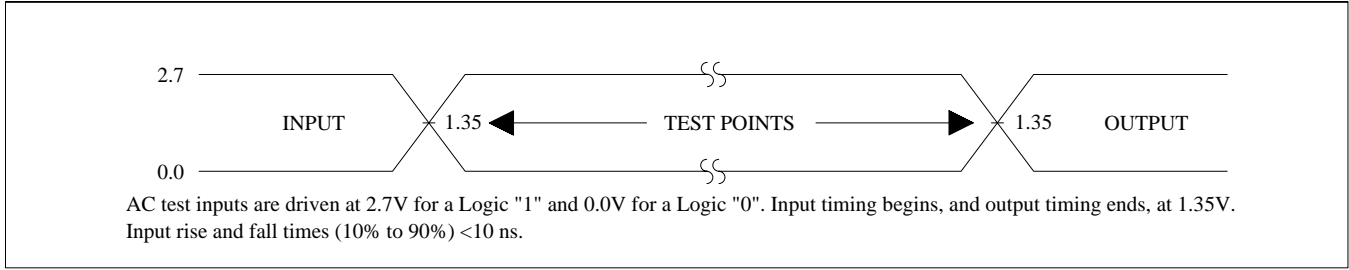 2.7
INPUT 1.35 TEST POINTS 1.35 OUTPUT
0.0
AC test inputs are driven at 2.7V for a Logic "1" and 0.0V for a Logic "0". Input timing begins, and output timing ends, at 1.35V.
Input rise and fall times (10% to 90%) <10 ns.